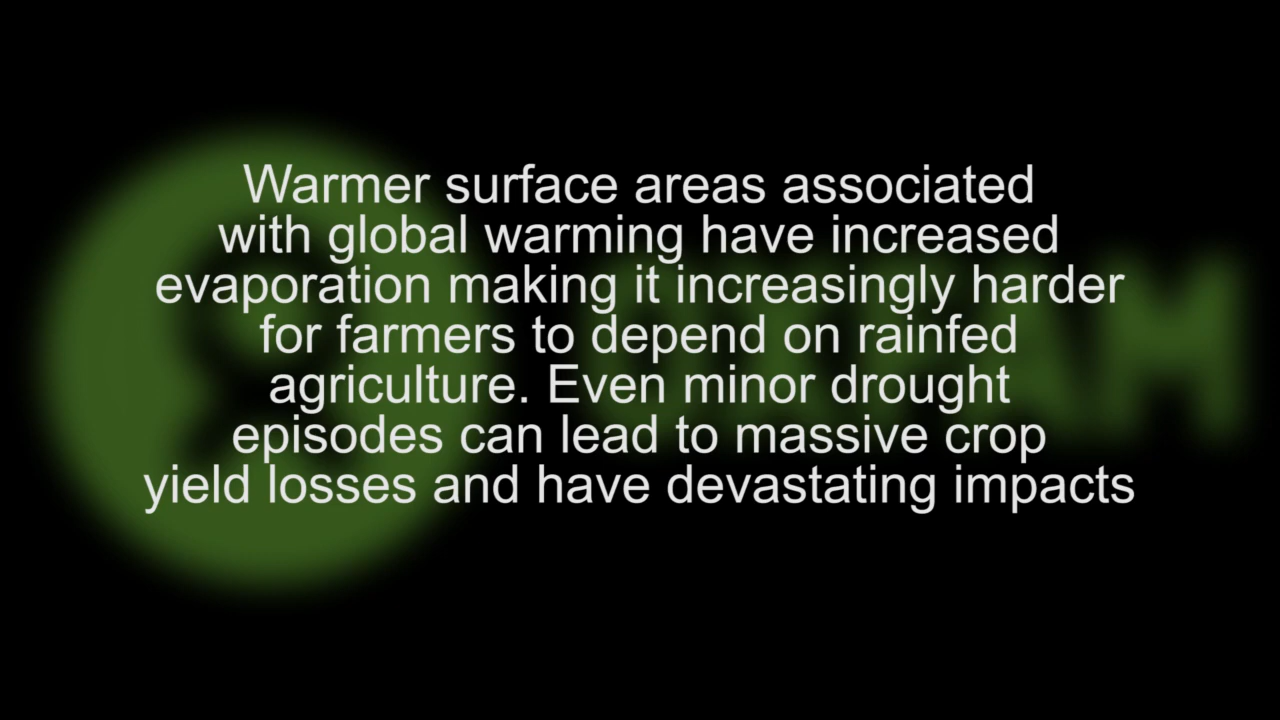 Warmer surface areas associated
with global warming have increased
evaporation making it increasingly harder
for farmers to depend on rainfed
agriculture. Even minor drought
episodes can lead to massive crop
yield losses and have devastating impacts